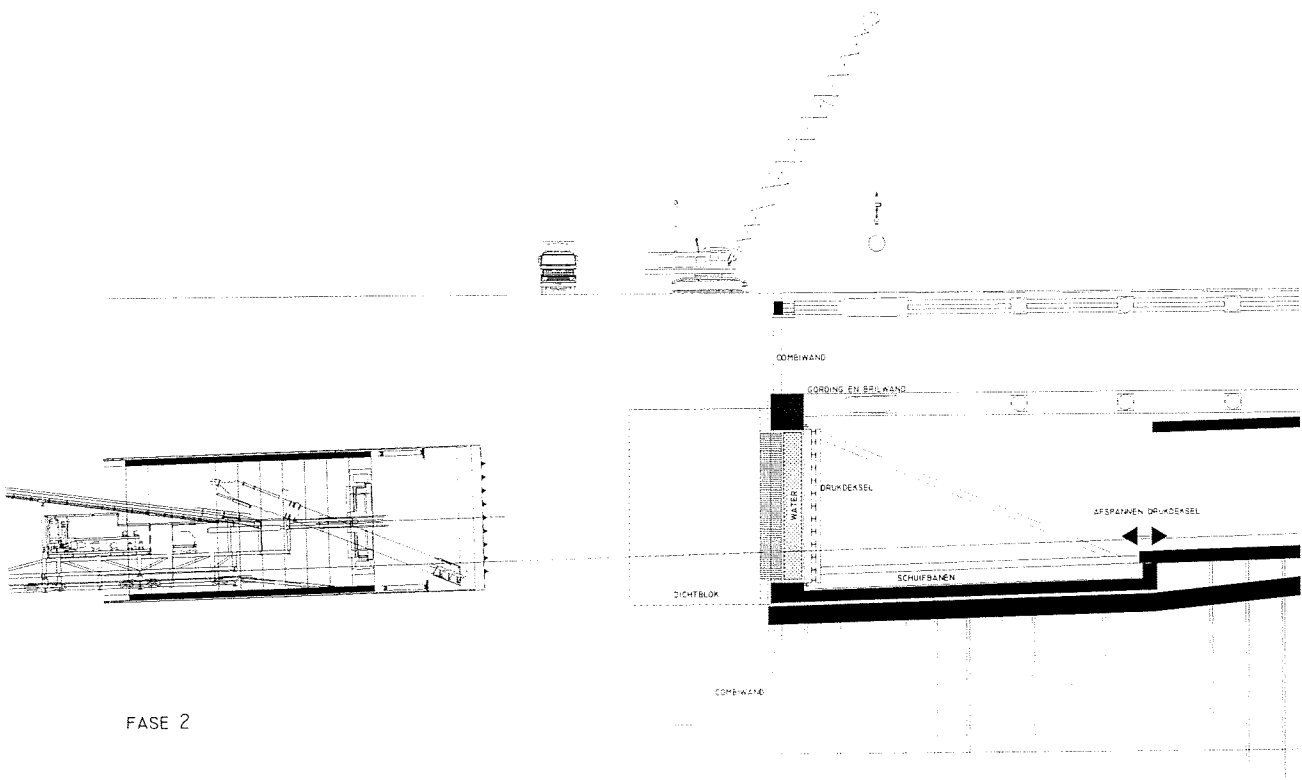 COMBIWAND
GORDING EN BRILWAND
WATER
DRUKDEKSEL
AFSPANNEN DRUKDEKSEL
SCHUIFBANEN
DICHTBLOK
COMBIWAND
FASE 2